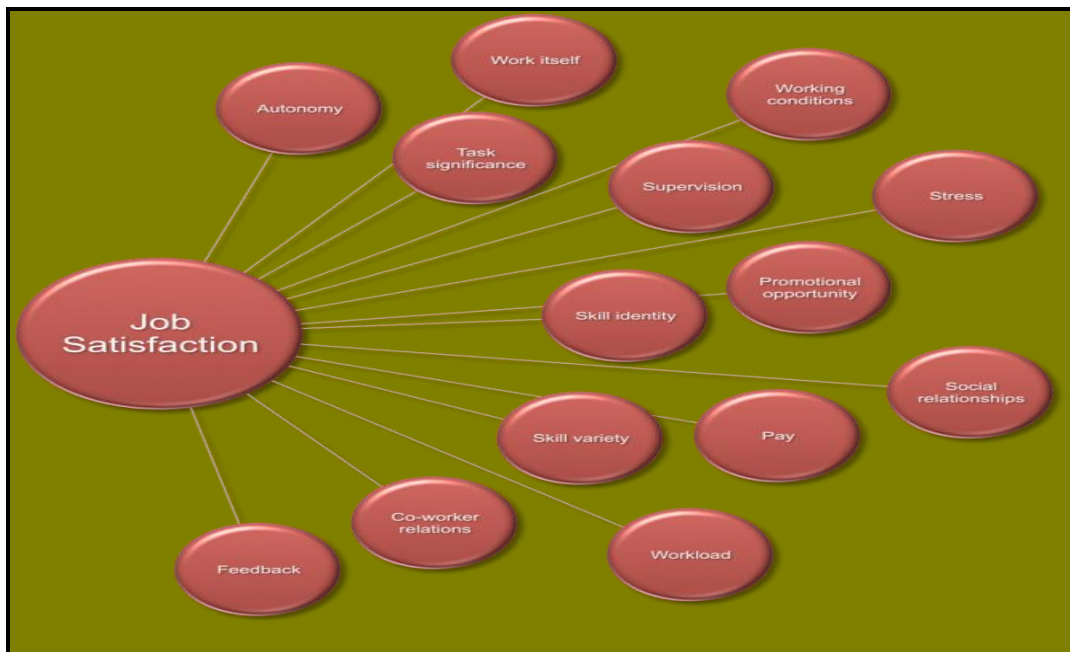 Work itself
Autonomy
Working
conditions
Task
significance
Supervision
Stress
Promotional
opportunity
Skill identity
Job
Satisfaction
Social
relationships
Skill variety
Pay
Co-worker
relations
Workload
Feedback